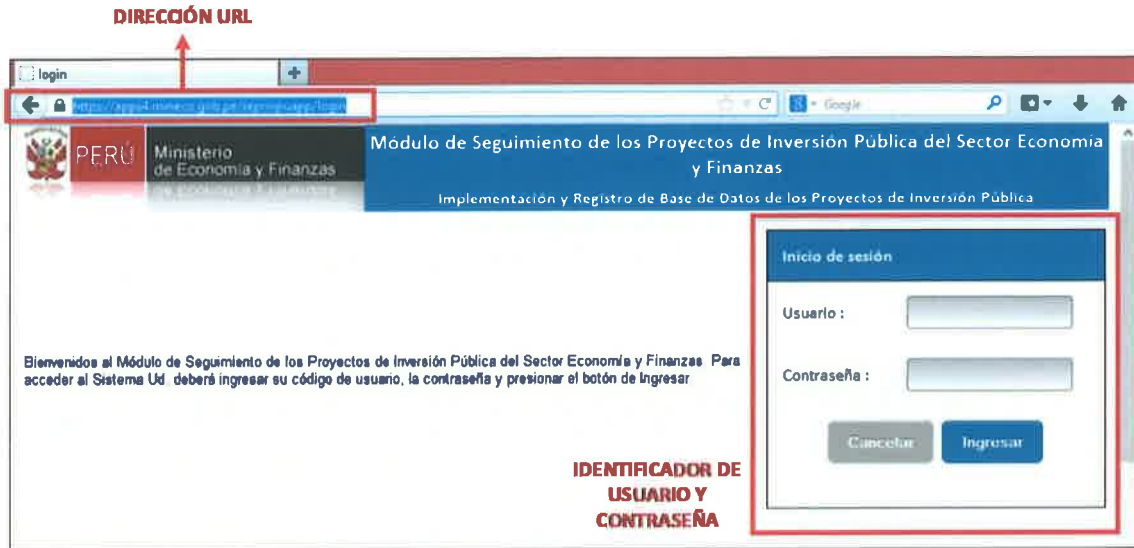 DIRECCIÓN URL
login
Google
PERÚ
Ministerio
de Economía y Finanzas
Módulo de Seguimiento de los Proyectos de Inversión Pública del Sector Economía
y Finanzas
Implementación y Registro de Base de Datos de los Proyectos de Inversión Pública
Inicio de sesión
Usuario :
Bienvenidos al Módulo de Seguimiento de los Proyectos de Inversión Pública del Sector Economía y Finanzas Para
acceder al Sistema Ud. deberá ingresar su código de usuario, la contraseña y presionar el botón de Ingresar
Contraseña :
Cancelar
Ingresar
IDENTIFICADOR DE
USUARIO Y
CONTRASEÑA